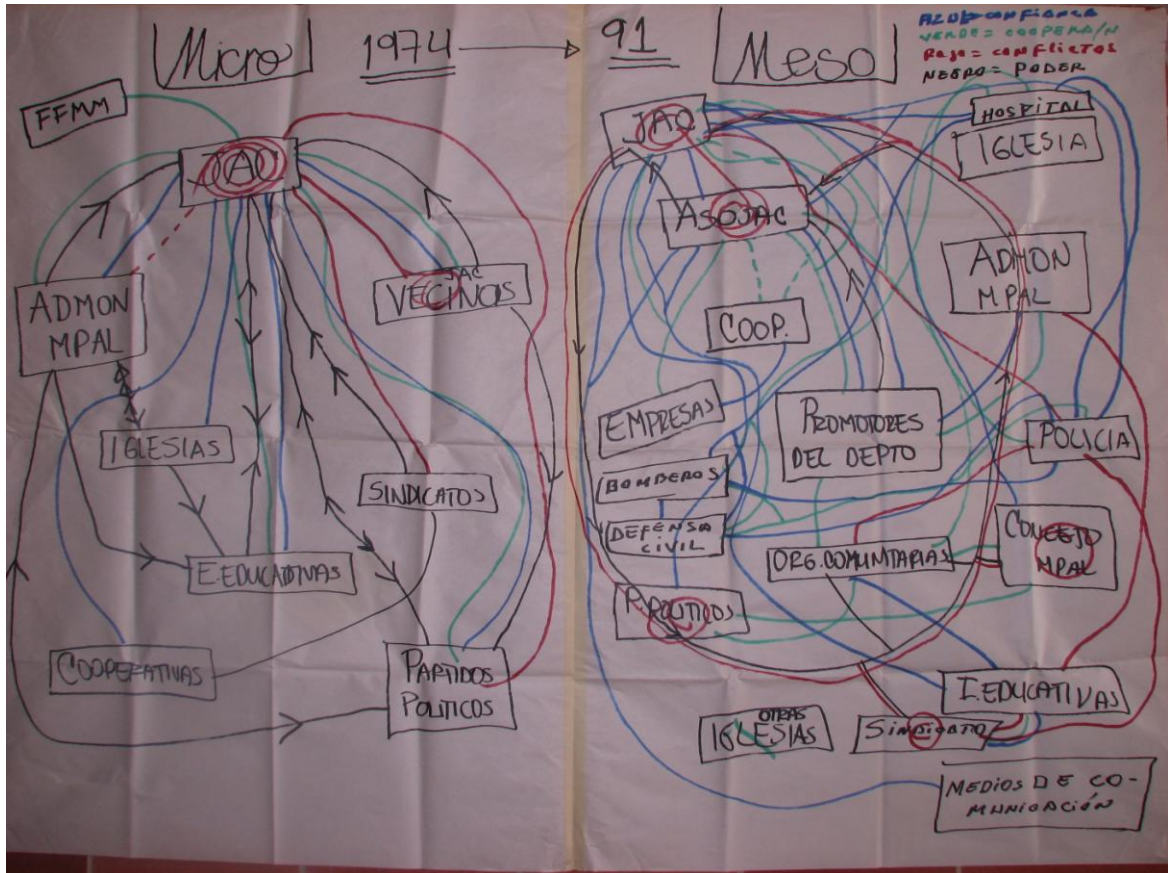 Micro
1974
91
Meso
AZUL= CONFIANZA
VERDE= COOPERA/N
ROJO= CONFLICTOS
NEGRO= PODER
FFMM
JAC
ADMON
MPAL
JAC
VECINOS
IGLESIAS
SINDICATOS
E.EDUCATIVAS
COOPERATIVAS
PARTIDOS
POLITICOS
JAC
HOSPITAL
IGLESIA
ASOJAC
ADMON
MPAL
COOP.
EMPRESAS
PROMOTORES
DEL DEPTO
POLICIA
BOMBEROS
DEFENSA
CIVIL
ORG. COMUNITARIAS
CONCEJO
MPAL
P.POLITICOS
I.EDUCATIVAS
OTRAS
IGLESIAS
SINDICATO
MEDIOS DE CO-
MUNICACIÓN